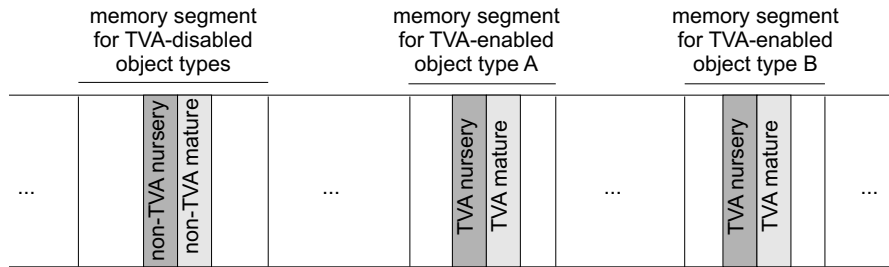 memory segment
for TVA-disabled
object types
memory segment
for TVA-enabled
object type A
memory segment
for TVA-enabled
object type B
...
non-TVA nursery
non-TVA mature
...
TVA nursery
TVA mature
...
TVA nursery
TVA mature
...